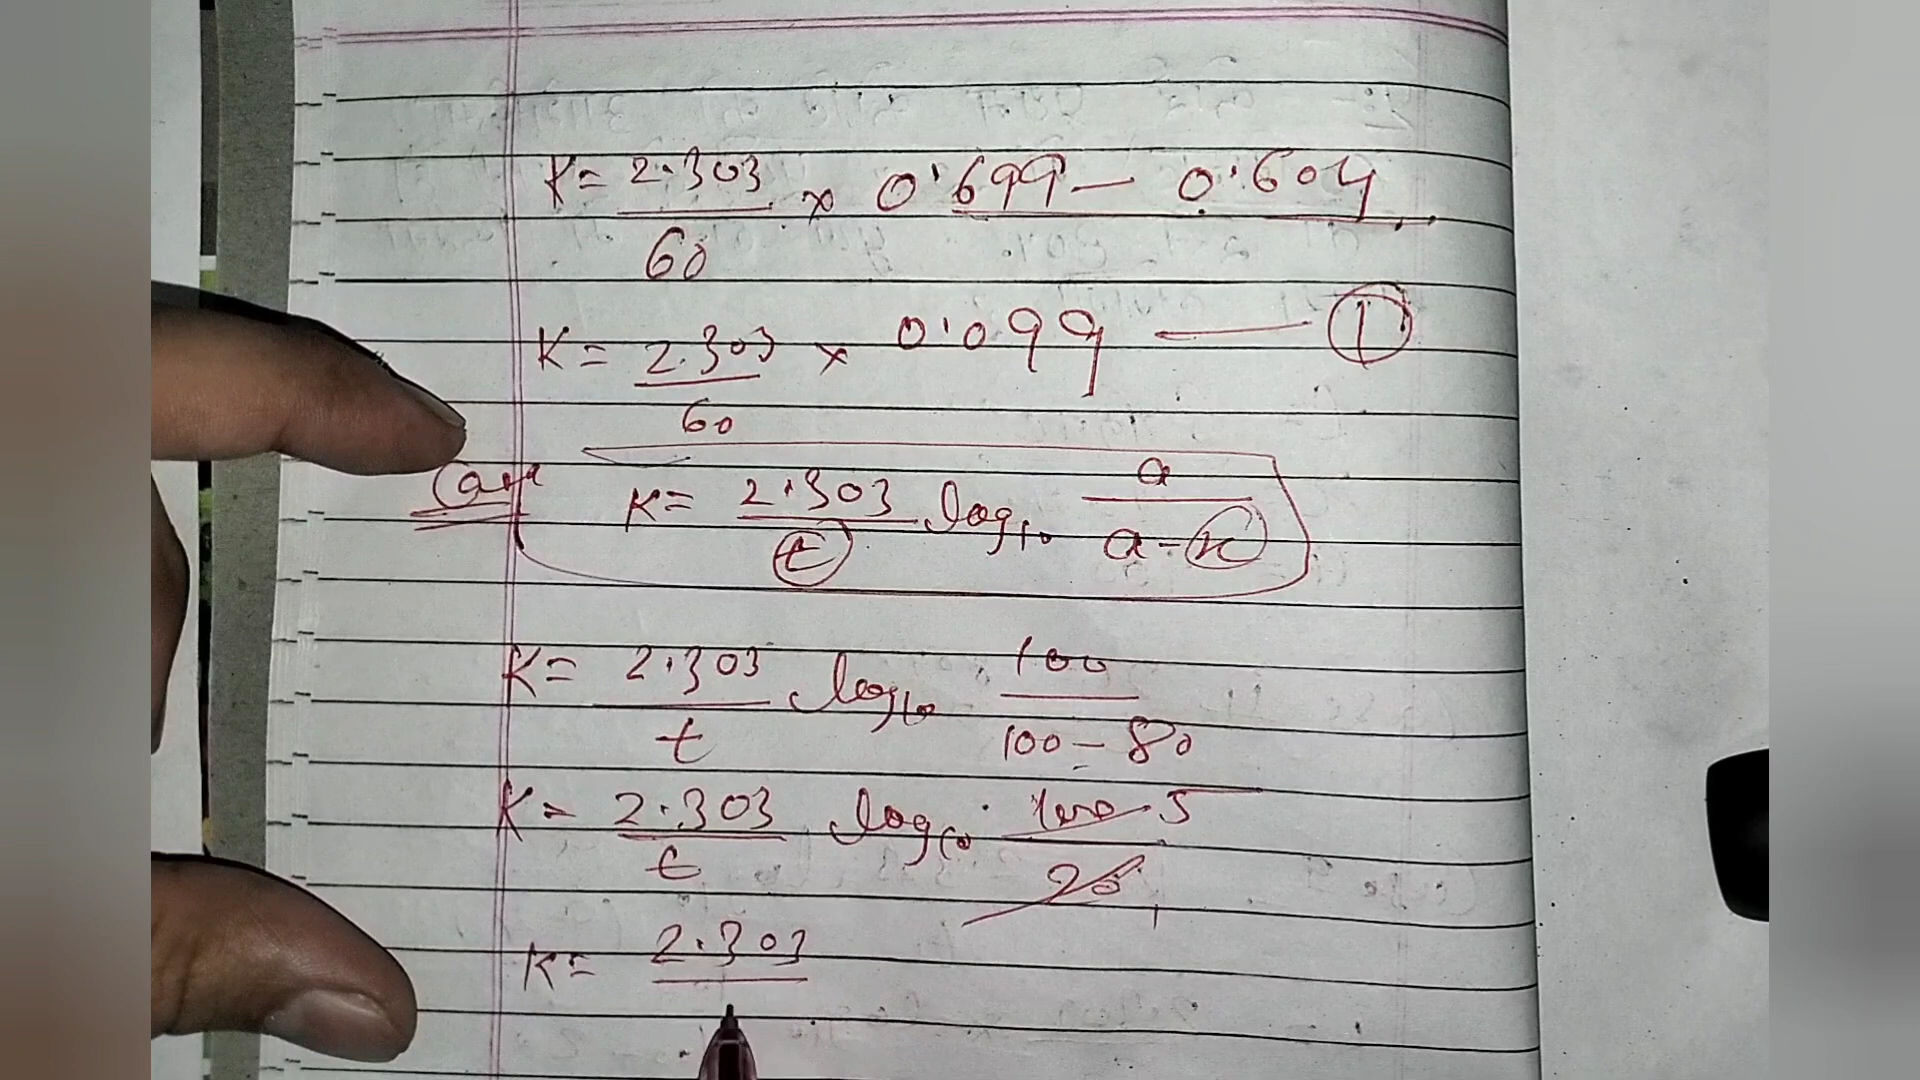 K = 2.303 / 60 × 0.699 – 0.604
K = 2.303 / 60 × 0.099 — ①
K = 2.303 / t log₁₀ a / a - x
K = 2.303 / t log₁₀ 100 / 100 - 80
K = 2.303 / t log₁₀ 100 5 / 20 1
K = 2.303